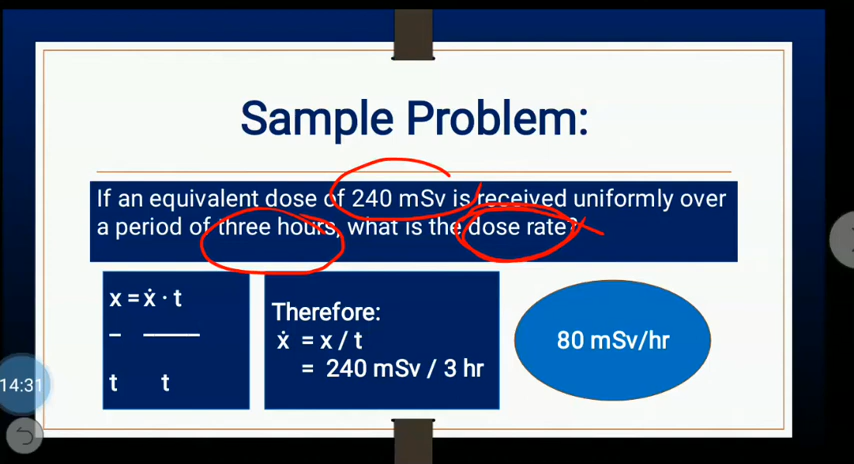 Sample Problem:
If an equivalent dose of 240 mSv is received uniformly over
a period of three hours, what is the dose rate?
x = ẋ · t
— ——
t t
Therefore:
ẋ = x / t
= 240 mSv / 3 hr
80 mSv/hr
14:31